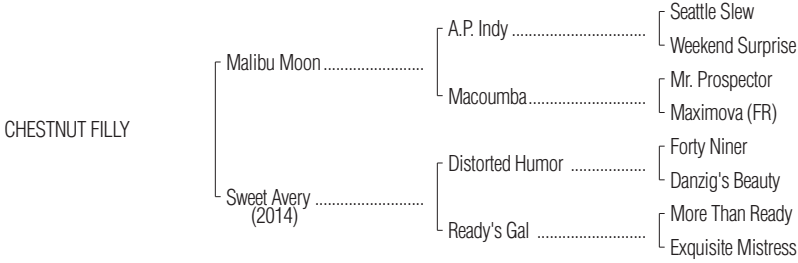 Seattle Slew
A.P. Indy ..............................
Weekend Surprise
Malibu Moon......................
Mr. Prospector
Macoumba..........................
Maximova (FR)
CHESTNUT FILLY
Forty Niner
Distorted Humor .................
Danzig's Beauty
Sweet Avery ........................
(2014)
More Than Ready
Ready's Gal ........................
Exquisite Mistress